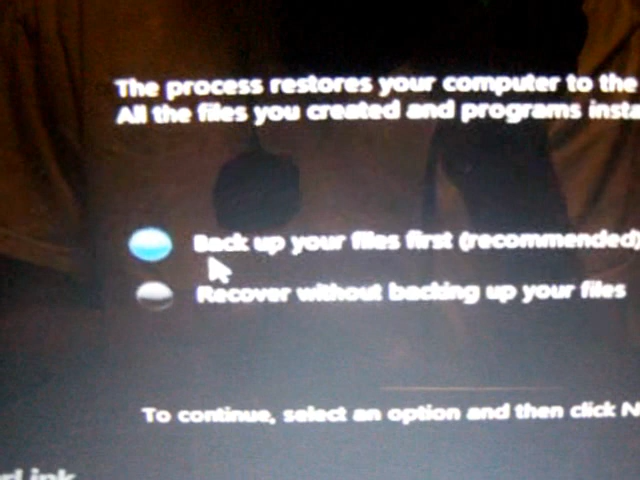 The process restores your computer to the
All the files you created and programs insta
Back up your files first (recommended)
Recover without backing up your files
To continue, select an option and then click N
rLink